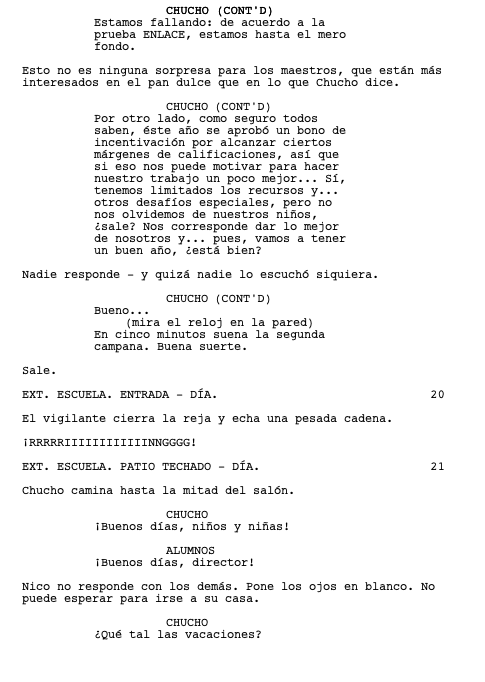 CHUCHO (CONT'D)
Estamos fallando: de acuerdo a la
prueba ENLACE, estamos hasta el mero
fondo.
Esto no es ninguna sorpresa para los maestros, que están más
interesados en el pan dulce que en lo que Chucho dice.
CHUCHO (CONT'D)
Por otro lado, como seguro todos
saben, éste año se aprobó un bono de
incentivación por alcanzar ciertos
márgenes de calificaciones, así que
si eso nos puede motivar para hacer
nuestro trabajo un poco mejor... Sí,
tenemos limitados los recursos y...
otros desafíos especiales, pero no
nos olvidemos de nuestros niños,
¿sale? Nos corresponde dar lo mejor
de nosotros y... pues, vamos a tener
un buen año, ¿está bien?
Nadie responde - y quizá nadie lo escuchó siquiera.
CHUCHO (CONT'D)
Bueno...
(mira el reloj en la pared)
En cinco minutos suena la segunda
campana. Buena suerte.
Sale.
EXT. ESCUELA. ENTRADA - DÍA. 20
El vigilante cierra la reja y echa una pesada cadena.
¡RRRRRIIIIIIIIIIIINNGGGG!
EXT. ESCUELA. PATIO TECHADO - DÍA. 21
Chucho camina hasta la mitad del salón.
CHUCHO
¡Buenos días, niños y niñas!
ALUMNOS
¡Buenos días, director!
Nico no responde con los demás. Pone los ojos en blanco. No
puede esperar para irse a su casa.
CHUCHO
¿Qué tal las vacaciones?